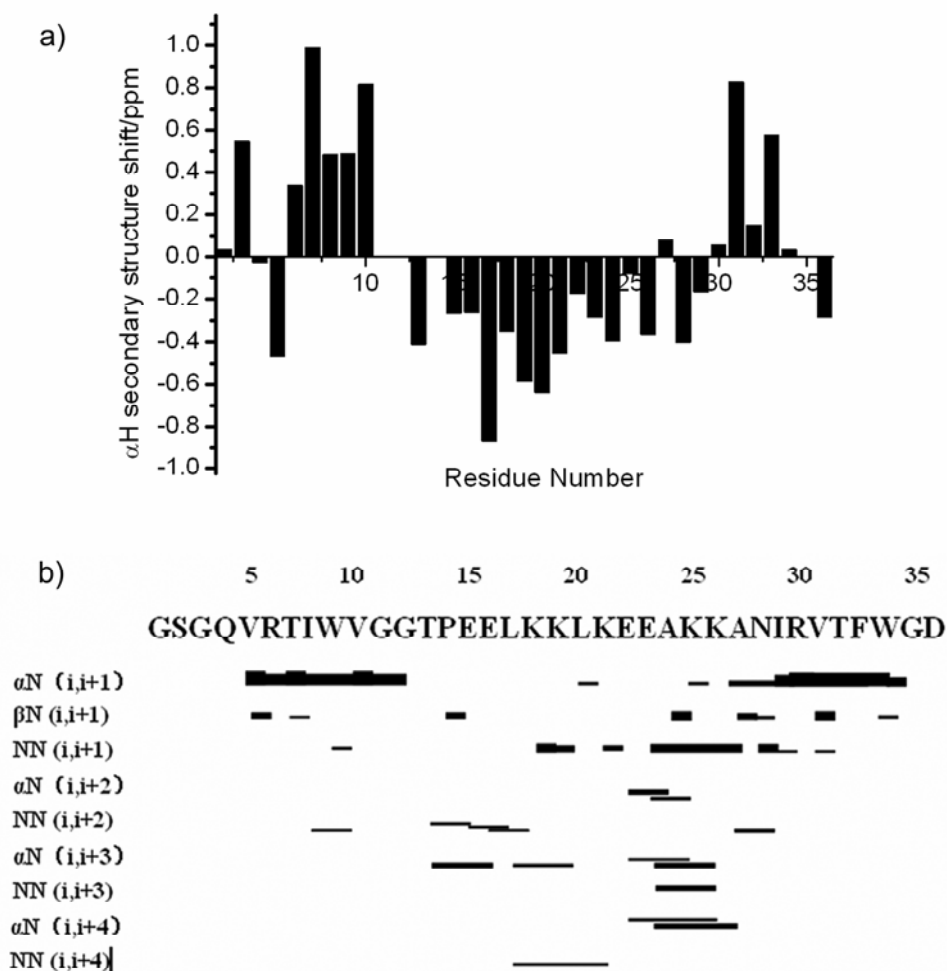 a)
αH secondary structure shift/ppm
1.0
0.8
0.6
0.4
0.2
0.0
-0.2
-0.4
-0.6
-0.8
-1.0
10 15 20 25 30 35
Residue Number
b)
5 10 15 20 25 30 35
GSGQVRTIWVGGTPEELKKLKEEAKKANIRVTFWGD
αN (i,i+1)
βN (i,i+1)
NN (i,i+1)
αN (i,i+2)
NN (i,i+2)
αN (i,i+3)
NN (i,i+3)
αN (i,i+4)
NN (i,i+4)